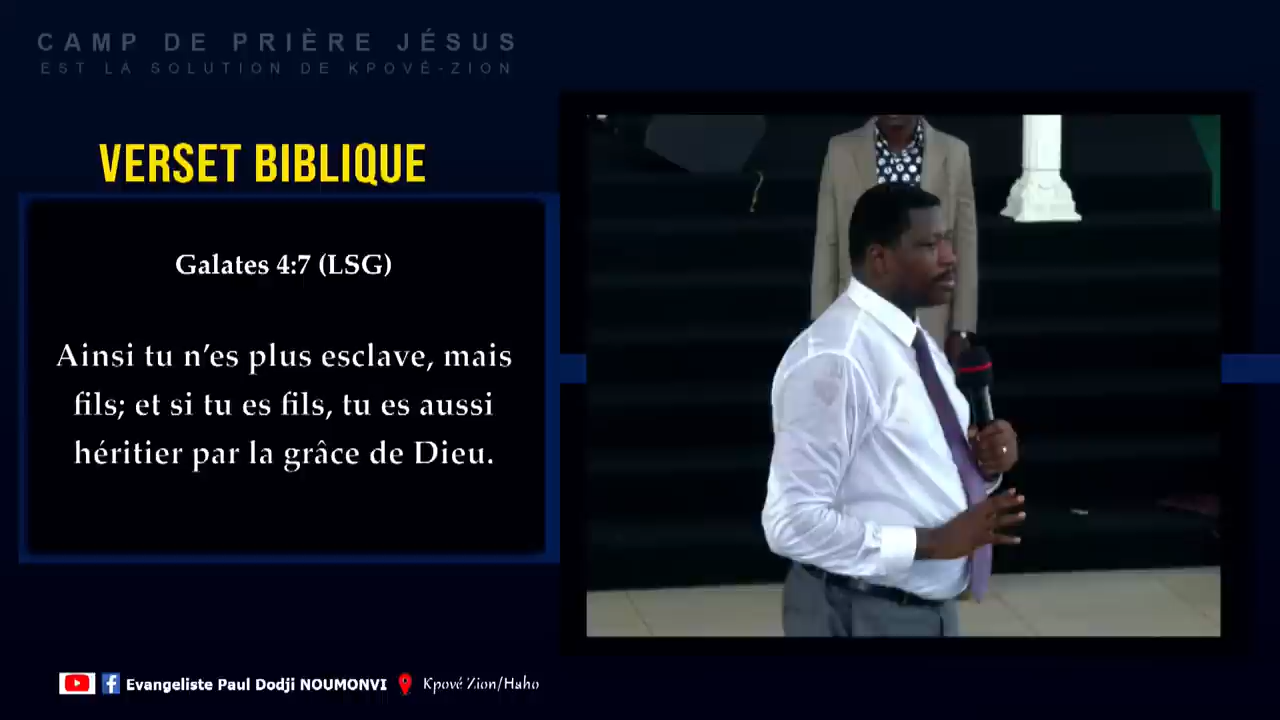 CAMP DE PRIÈRE JÉSUS
EST LA SOLUTION DE KPOVÉ-ZION
VERSET BIBLIQUE
Galates 4:7 (LSG)
Ainsi tu n’es plus esclave, mais
fils; et si tu es fils, tu es aussi
héritier par la grâce de Dieu.
Evangeliste Paul Dodji NOUMONVI Kpové Zion/Haho